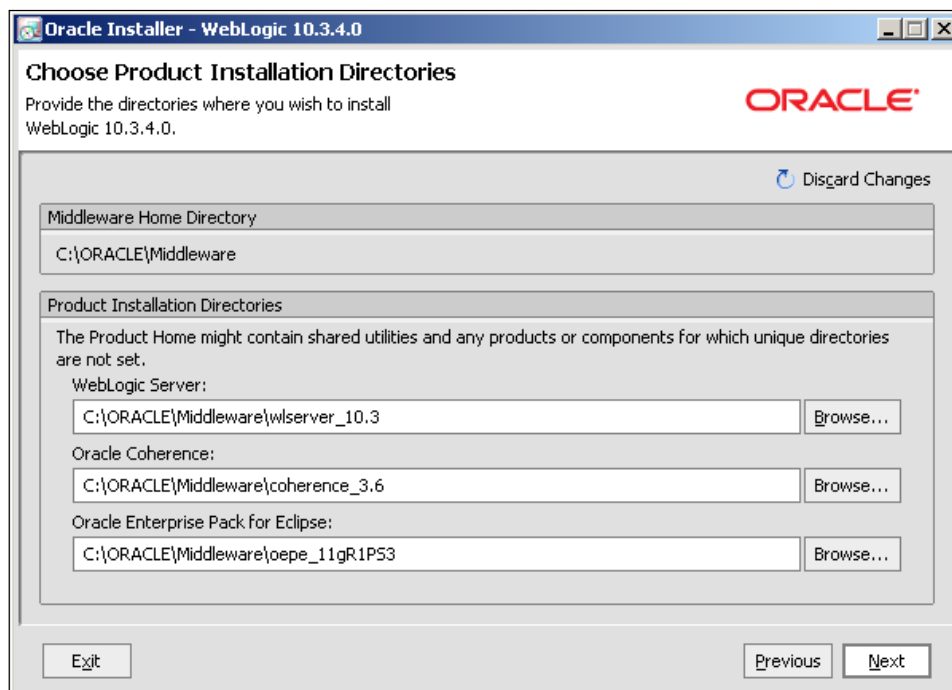 Oracle Installer - WebLogic 10.3.4.0
Choose Product Installation Directories
Provide the directories where you wish to install
WebLogic 10.3.4.0.
ORACLE
Discard Changes
Middleware Home Directory
C:\ORACLE\Middleware
Product Installation Directories
The Product Home might contain shared utilities and any products or components for which unique directories
are not set.
WebLogic Server:
C:\ORACLE\Middleware\wlserver_10.3
Browse...
Oracle Coherence:
C:\ORACLE\Middleware\coherence_3.6
Browse...
Oracle Enterprise Pack for Eclipse:
C:\ORACLE\Middleware\oepe_11gR1PS3
Browse...
Exit
Previous
Next